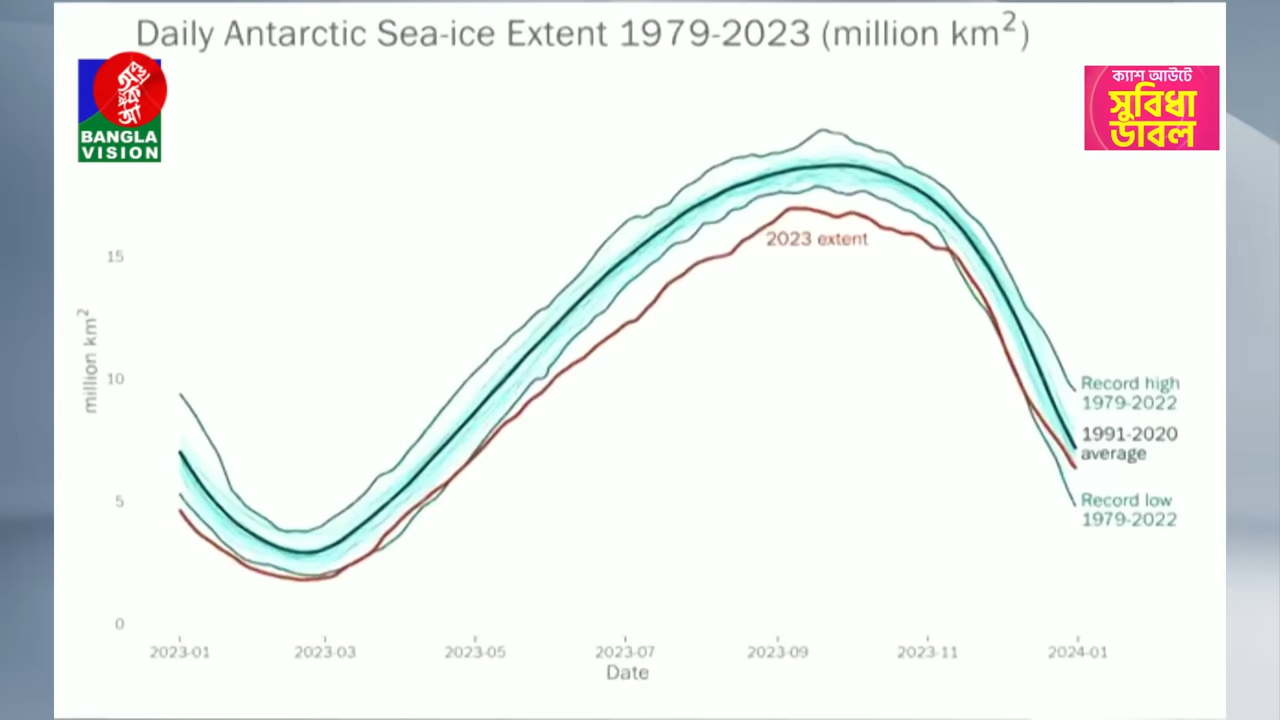 Daily Antarctic Sea-ice Extent 1979-2023 (million km²)
BANGLA
VISION
ক্যাশ আউটে
সুবিধা
ডাবল
million km²
15
10
5
0
2023 extent
Record high
1979-2022
1991-2020
average
Record low
1979-2022
2023-01
2023-03
2023-05
2023-07
2023-09
2023-11
2024-01
Date